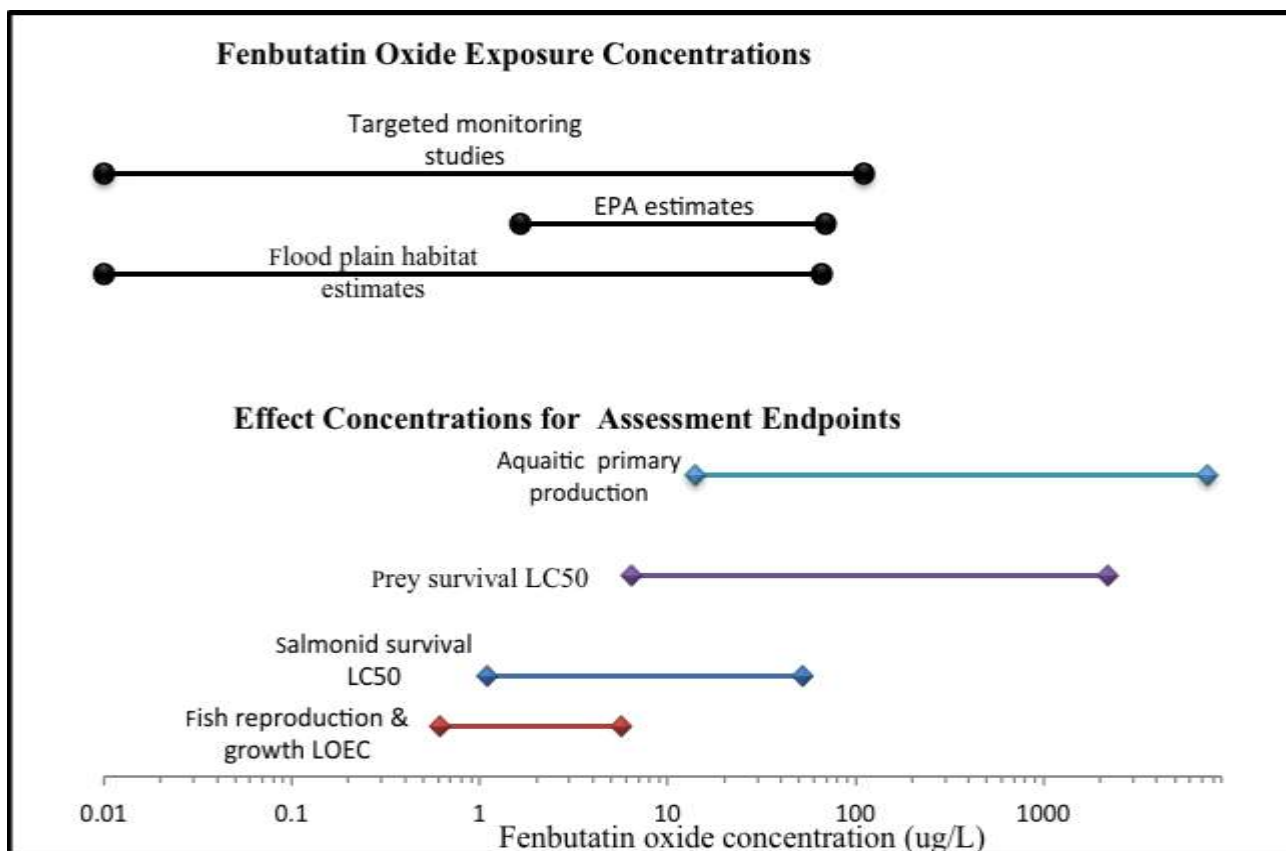 Fenbutatin Oxide Exposure Concentrations
Targeted monitoring
studies
EPA estimates
Flood plain habitat
estimates
Effect Concentrations for  Assessment Endpoints
Aquaitic  primary
production
Prey survival LC50
Salmonid survival
LC50
Fish reproduction &
growth LOEC
0.01 0.1 1 10 100 1000
Fenbutatin oxide concentration (ug/L)